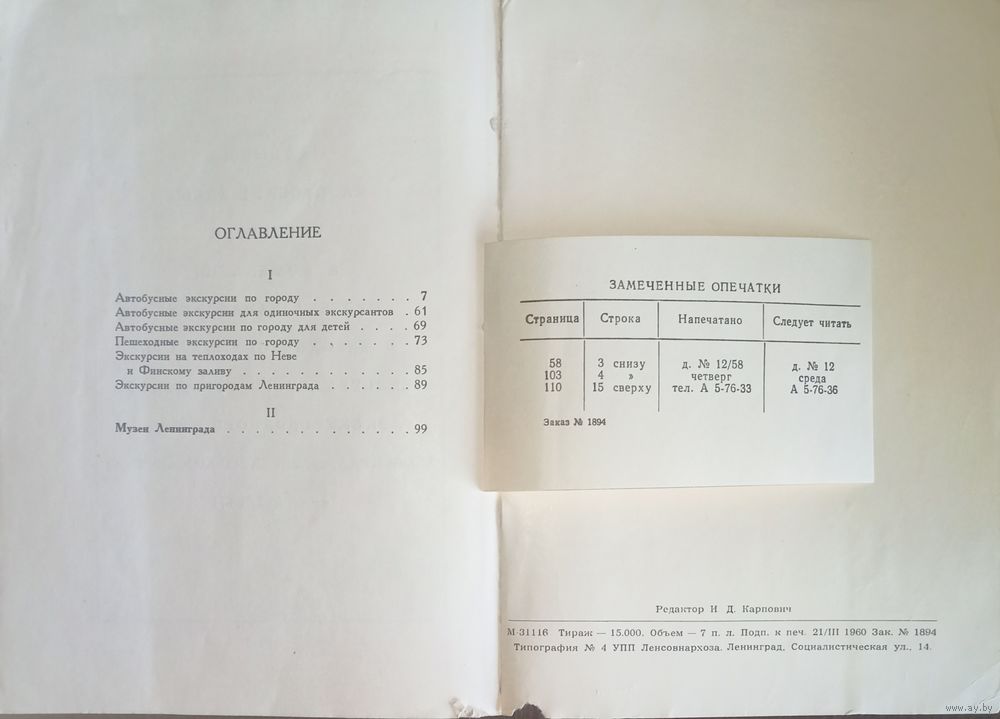 ОГЛАВЛЕНИЕ
I
Автобусные экскурсии по городу . . . . . . . 7
Автобусные экскурсии для одиночных экскурсантов . 61
Автобусные экскурсии по городу для детей . . . . 69
Пешеходные экскурсии по городу . . . . . . . 73
Экскурсии на теплоходах по Неве
и Финскому заливу . . . . . . . . . . . . 85
Экскурсии по пригородам Ленинграда . . . . . . 89
II
Музеи Ленинграда . . . . . . . . . . . . . 99
ЗАМЕЧЕННЫЕ ОПЕЧАТКИ
Страница Строка Напечатано Следует читать
58 3 снизу д. № 12/58 д. № 12
103 4 » четверг среда
110 15 сверху тел. А 5-76-33 А 5-76-36
Заказ № 1894
Редактор И Д. Карпович
М-31116 Тираж — 15.000. Объем — 7 п. л. Подп. к печ. 21/III 1960 Зак. № 1894
Типография № 4 УПП Ленсовнархоза. Ленинград, Социалистическая ул., 14.
www.ay.by